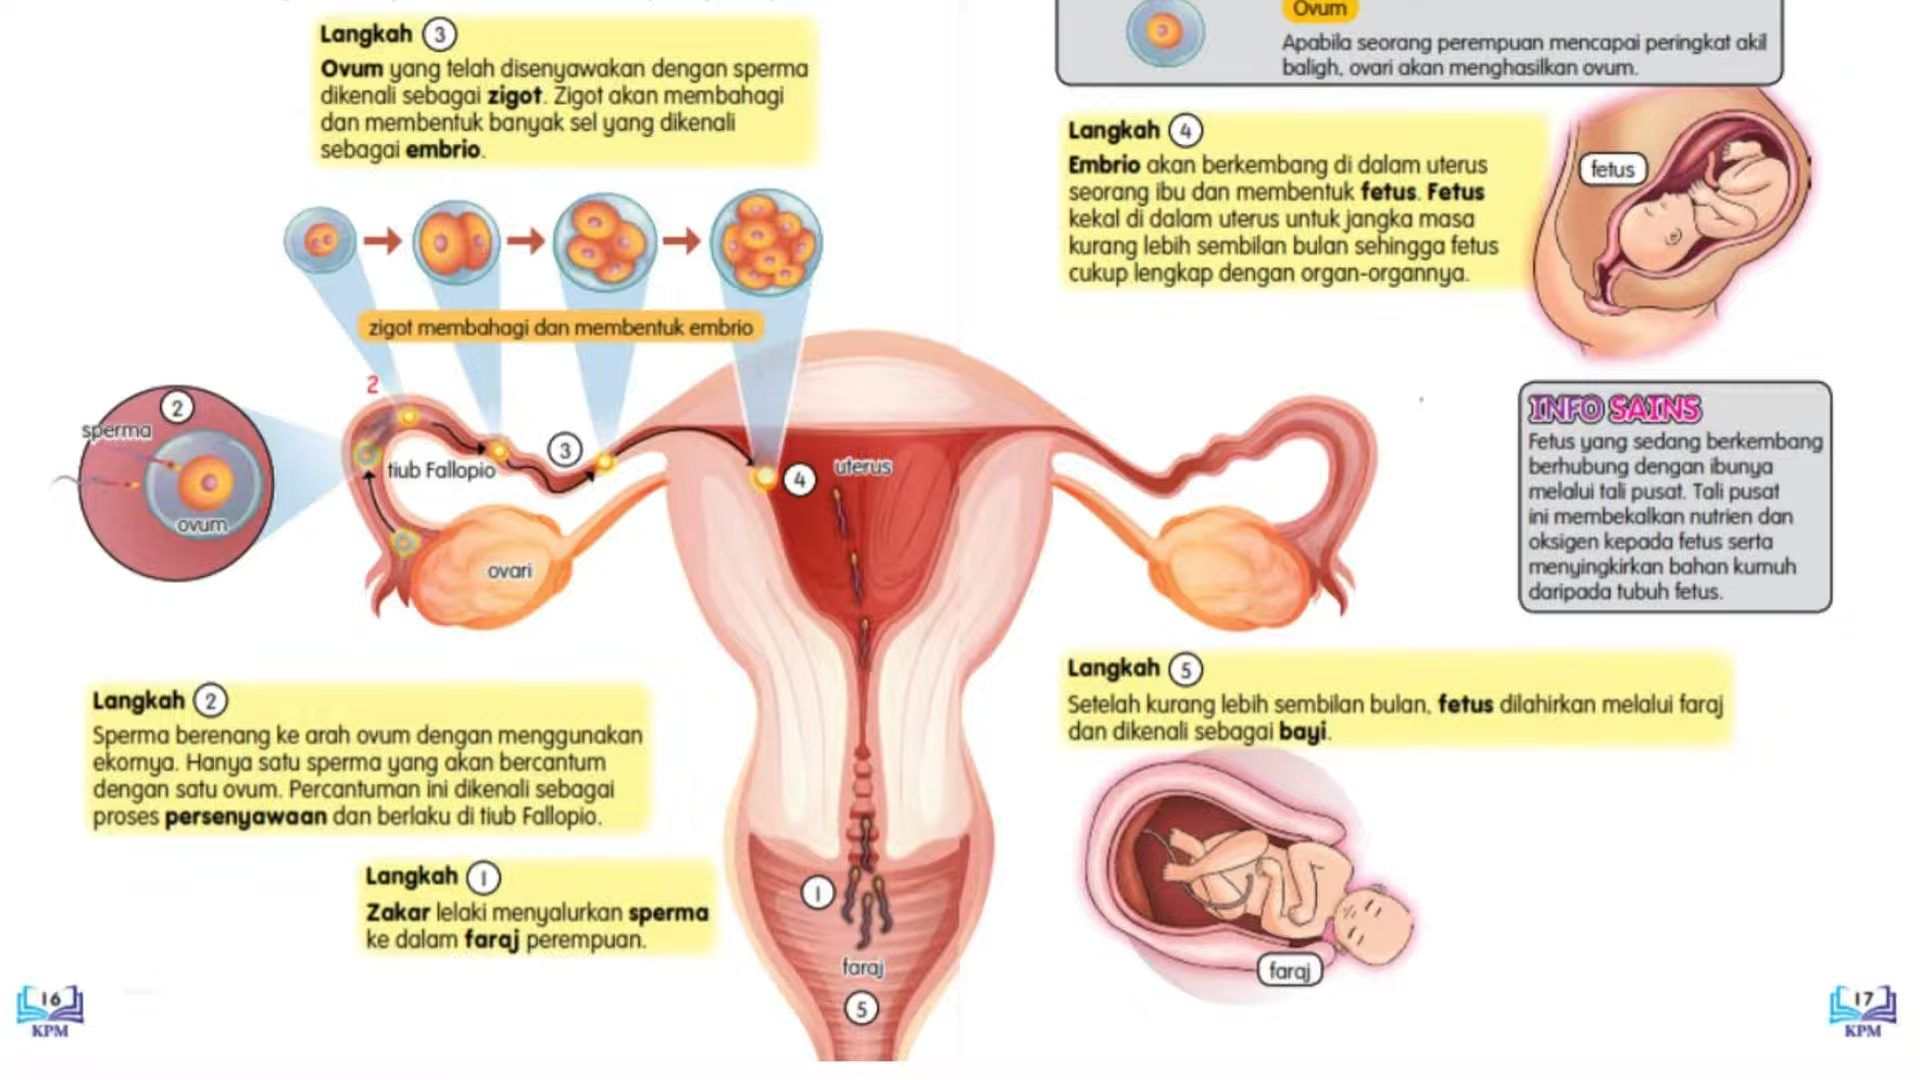 Langkah 3
Ovum yang telah disenyawakan dengan sperma
dikenali sebagai zigot. Zigot akan membahagi
dan membentuk banyak sel yang dikenali
sebagai embrio.
zigot membahagi dan membentuk embrio
2
2
sperma
ovum
tiub Fallopio
3
4
uterus
ovari
Langkah 2
Sperma berenang ke arah ovum dengan menggunakan
ekornya. Hanya satu sperma yang akan bercantum
dengan satu ovum. Percantuman ini dikenali sebagai
proses persenyawaan dan berlaku di tiub Fallopio.
Langkah 1
Zakar lelaki menyalurkan sperma
ke dalam faraj perempuan.
1
faraj
5
16
KPM
Ovum
Apabila seorang perempuan mencapai peringkat akil
baligh, ovari akan menghasilkan ovum.
Langkah 4
Embrio akan berkembang di dalam uterus
seorang ibu dan membentuk fetus. Fetus
kekal di dalam uterus untuk jangka masa
kurang lebih sembilan bulan sehingga fetus
cukup lengkap dengan organ-organnya.
fetus
INFO SAINS
Fetus yang sedang berkembang
berhubung dengan ibunya
melalui tali pusat. Tali pusat
ini membekalkan nutrien dan
oksigen kepada fetus serta
menyingkirkan bahan kumuh
daripada tubuh fetus.
Langkah 5
Setelah kurang lebih sembilan bulan, fetus dilahirkan melalui faraj
dan dikenali sebagai bayi.
faraj
17
KPM